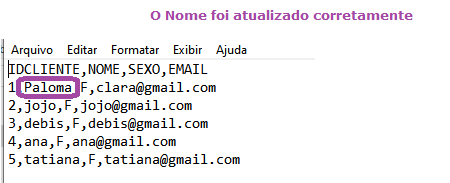 O Nome foi atualizado corretamente
Arquivo Editar Formatar Exibir Ajuda
IDCLIENTE,NOME,SEXO,EMAIL
1,Paloma,F,clara@gmail.com
2,jojo,F,jojo@gmail.com
3,debis,F,debis@gmail.com
4,ana,F,ana@gmail.com
5,tatiana,F,tatiana@gmail.com